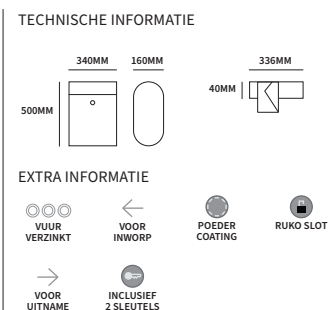 TECHNISCHE INFORMATIE
340MM 160MM 336MM
40MM
500MM
EXTRA INFORMATIE
VUUR
VERZINKT
VOOR
INWORP
POEDER
COATING
RUKO SLOT
VOOR
UITNAME
INCLUSIEF
2 SLEUTELS